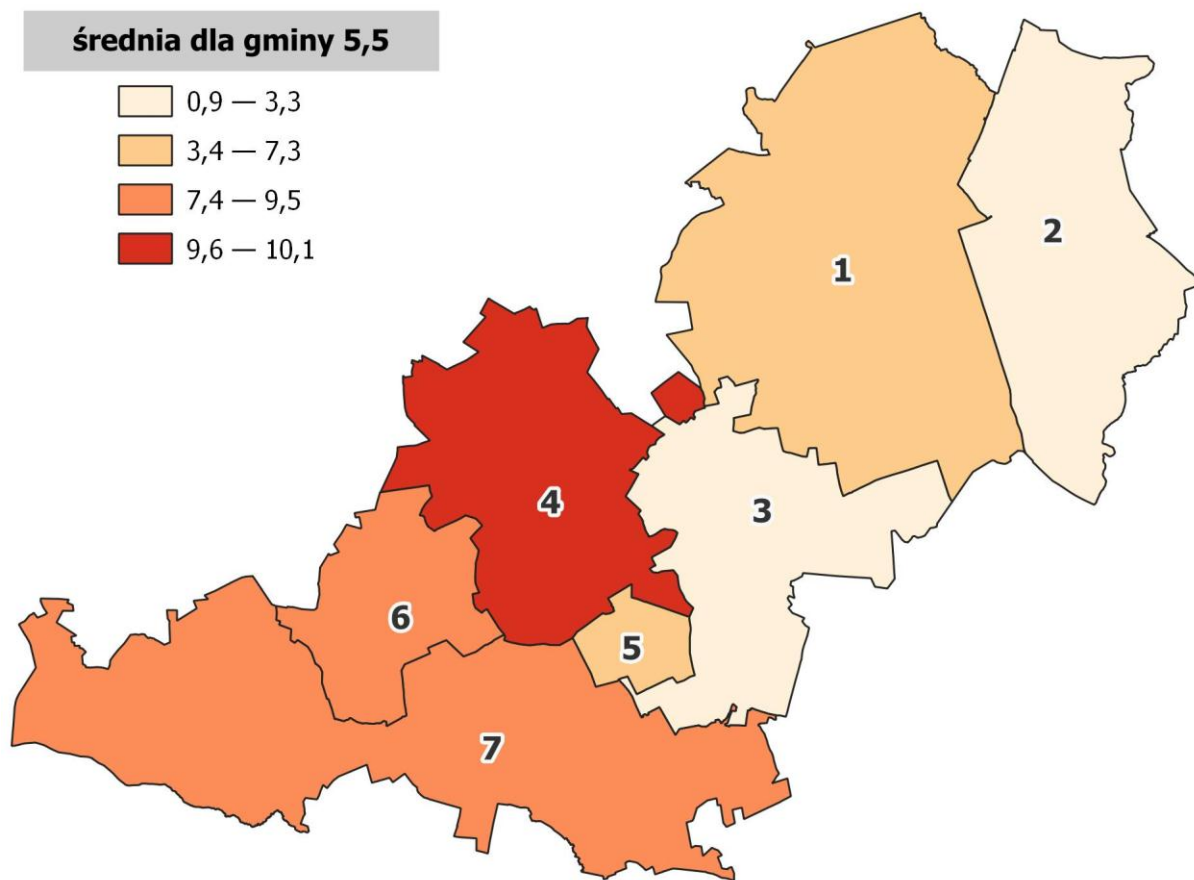 średnia dla gminy 5,5
0,9 — 3,3
3,4 — 7,3
7,4 — 9,5
9,6 — 10,1
1
2
3
4
5
6
7